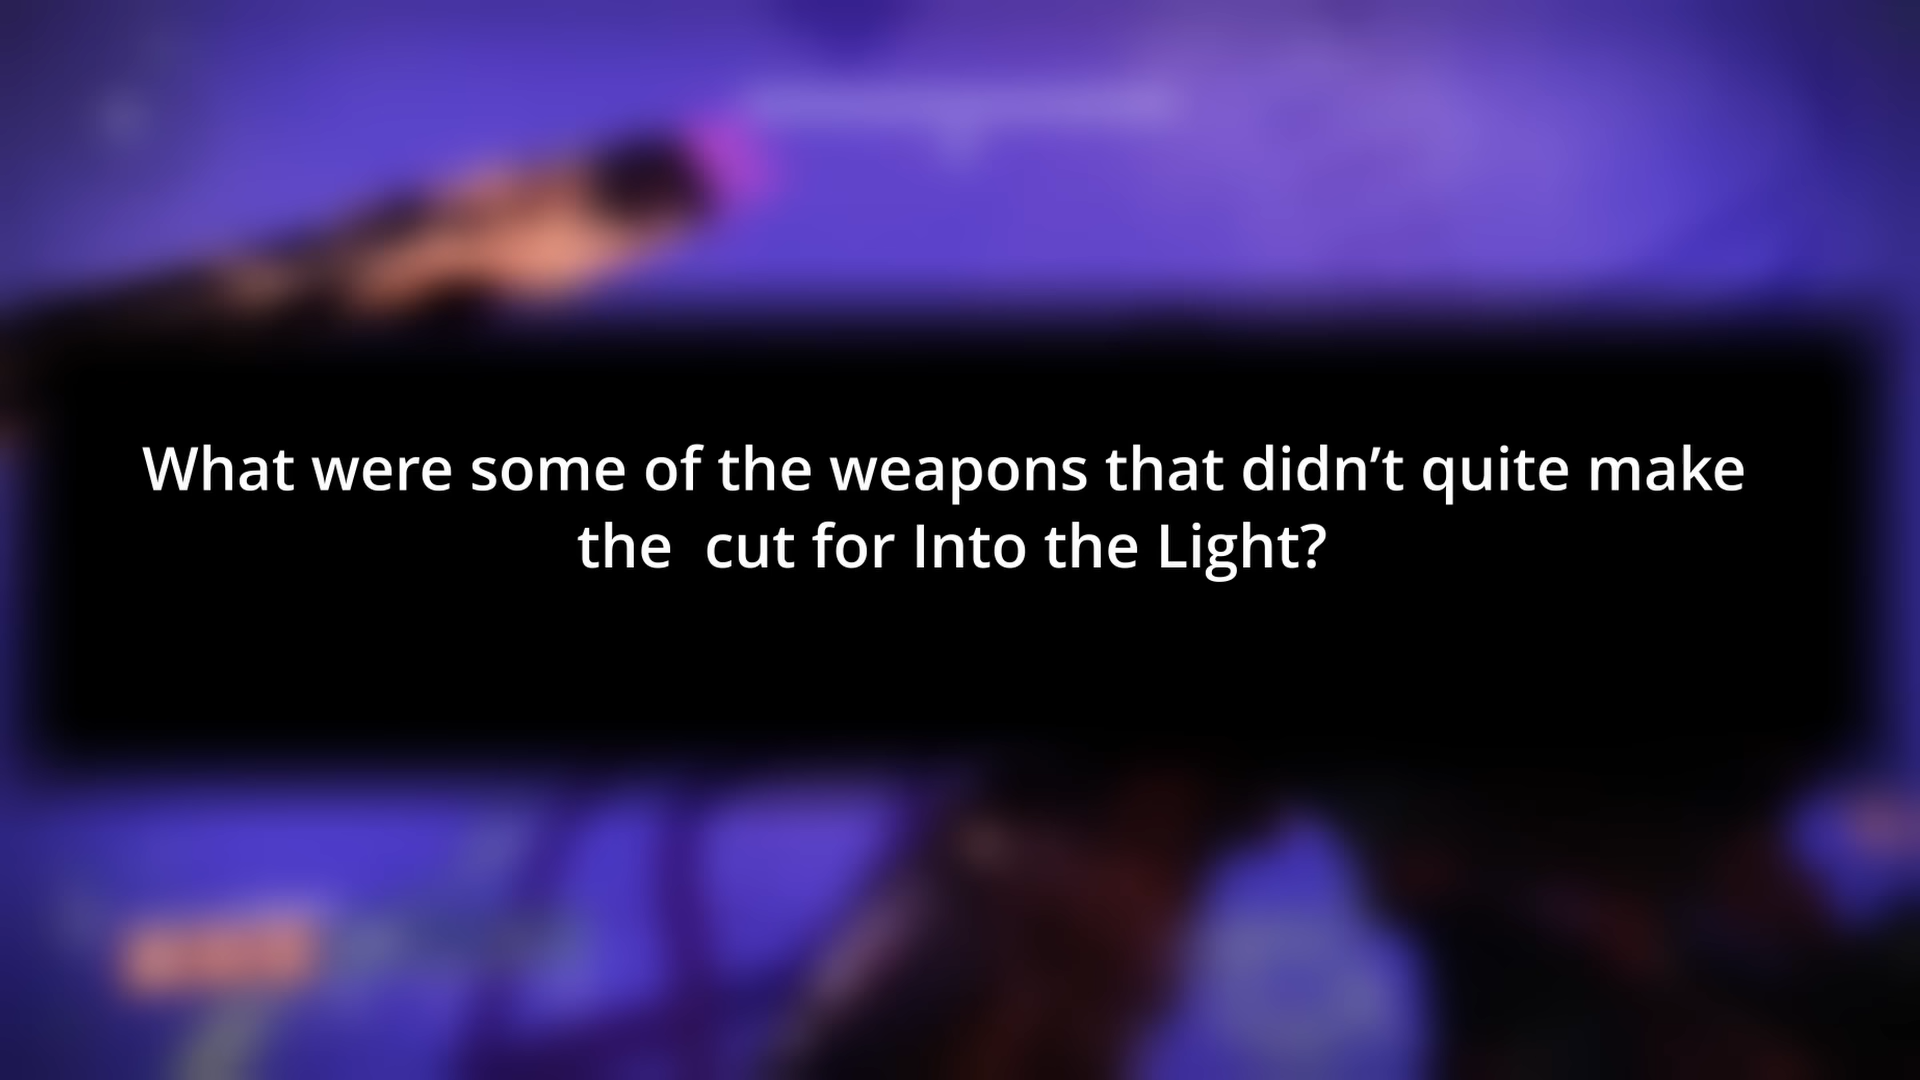 What were some of the weapons that didn’t quite make
the  cut for Into the Light?